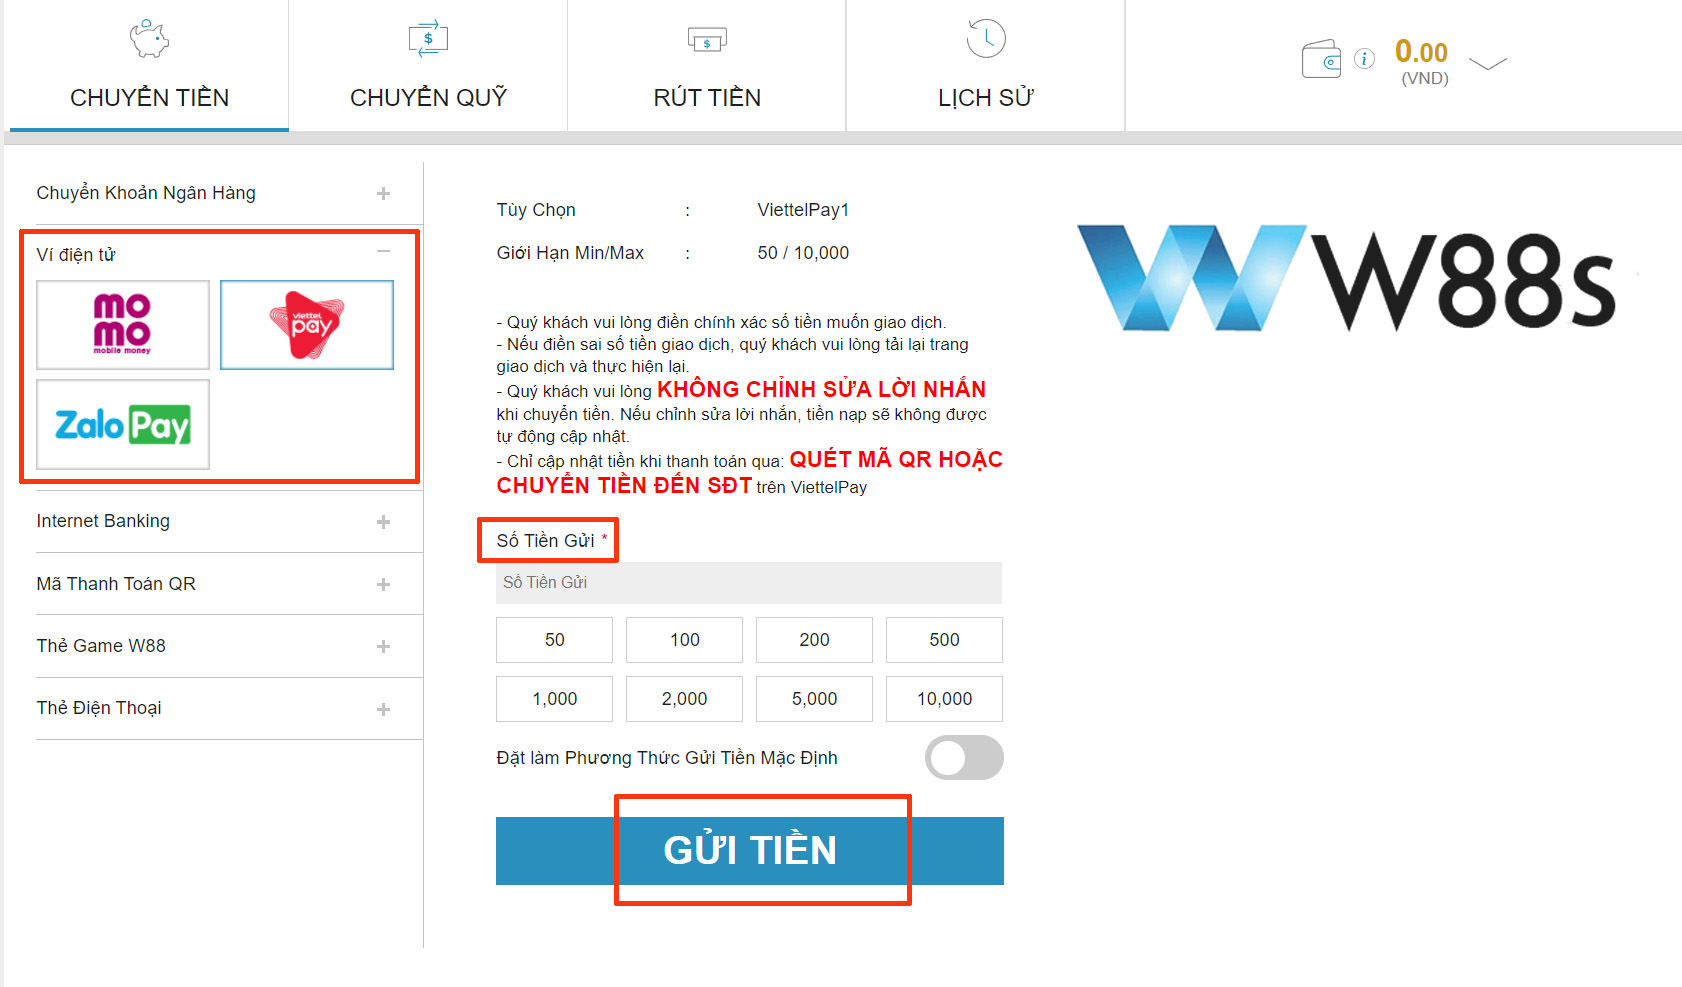 CHUYỂN TIỀN
CHUYỂN QUỸ
RÚT TIỀN
LỊCH SỬ
0.00
(VND)
Chuyển Khoản Ngân Hàng
Ví điện tử
mo
mo
mobile money
viettel
pay
Zalo Pay
Internet Banking
Mã Thanh Toán QR
Thẻ Game W88
Thẻ Điện Thoại
Tùy Chọn : ViettelPay1
Giới Hạn Min/Max : 50 / 10,000
- Quý khách vui lòng điền chính xác số tiền muốn giao dịch.
- Nếu điền sai số tiền giao dịch, quý khách vui lòng tải lại trang
giao dịch và thực hiện lại.
- Quý khách vui lòng KHÔNG CHỈNH SỬA LỜI NHẮN
khi chuyển tiền. Nếu chỉnh sửa lời nhắn, tiền nạp sẽ không được
tự động cập nhật.
- Chỉ cập nhật tiền khi thanh toán qua: QUÉT MÃ QR HOẶC
CHUYỂN TIỀN ĐẾN SĐT trên ViettelPay
Số Tiền Gửi *
Số Tiền Gửi
50 100 200 500
1,000 2,000 5,000 10,000
Đặt làm Phương Thức Gửi Tiền Mặc Định
GỬI TIỀN
W88s